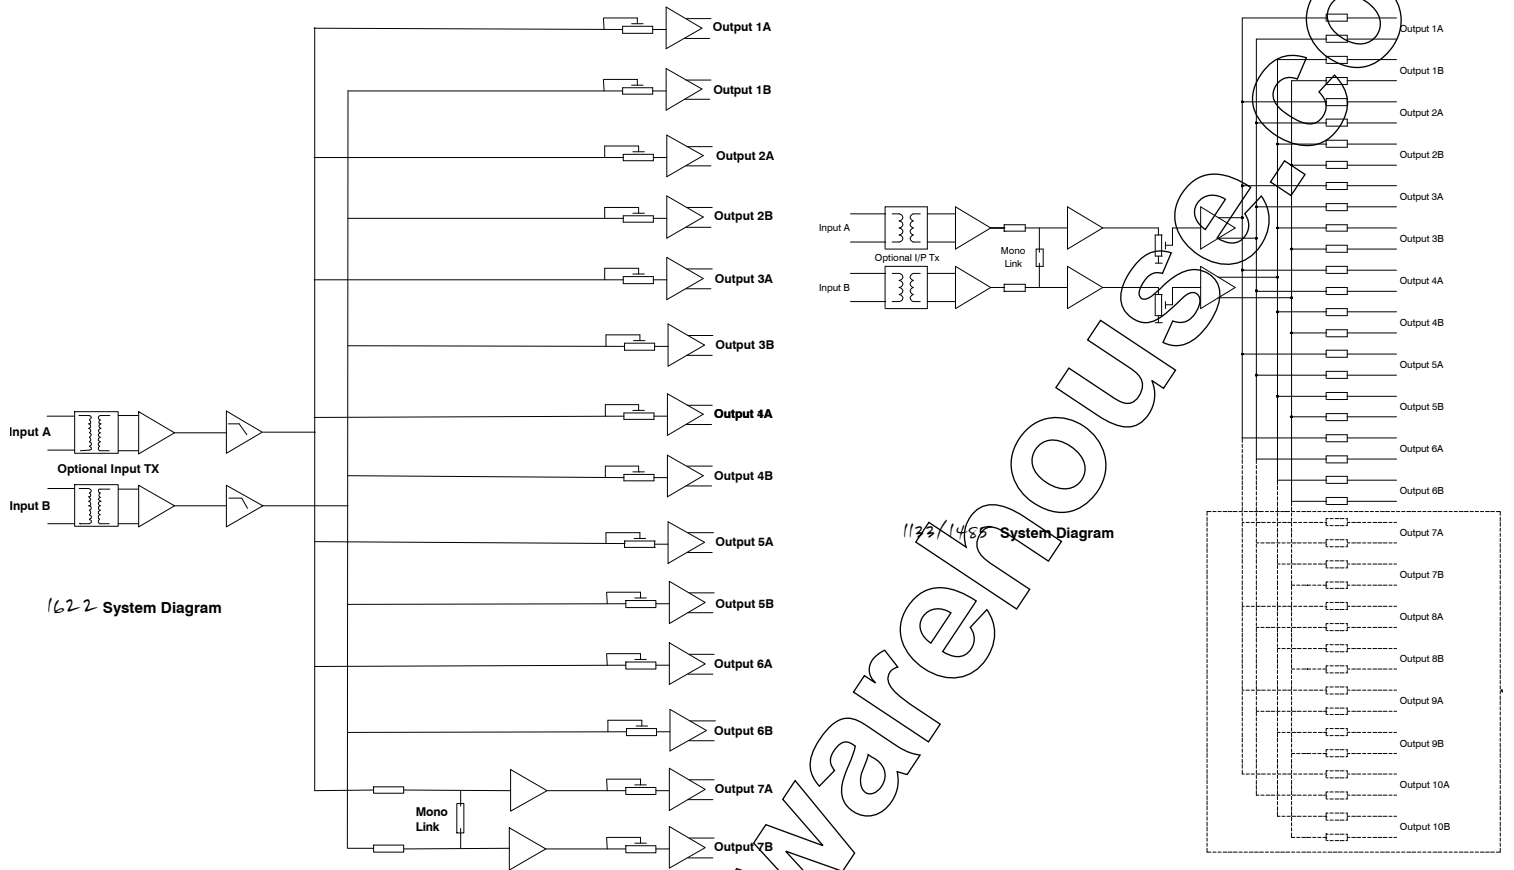 Output 1A
Output 1B
Output 2A
Output 2B
Output 3A
Output 3B
Output 4A
Output 4B
Output 5A
Output 5B
Output 6A
Output 6B
Output 7A
Output 7B
Input A
Optional Input TX
Input B
Mono
Link
1622 System Diagram
Input A
Optional I/P Tx
Input B
Mono
Link
1123/1485 System Diagram
Output 1A
Output 1B
Output 2A
Output 2B
Output 3A
Output 3B
Output 4A
Output 4B
Output 5A
Output 5B
Output 6A
Output 6B
Output 7A
Output 7B
Output 8A
Output 8B
Output 9A
Output 9B
Output 10A
Output 10B
warehouse.co